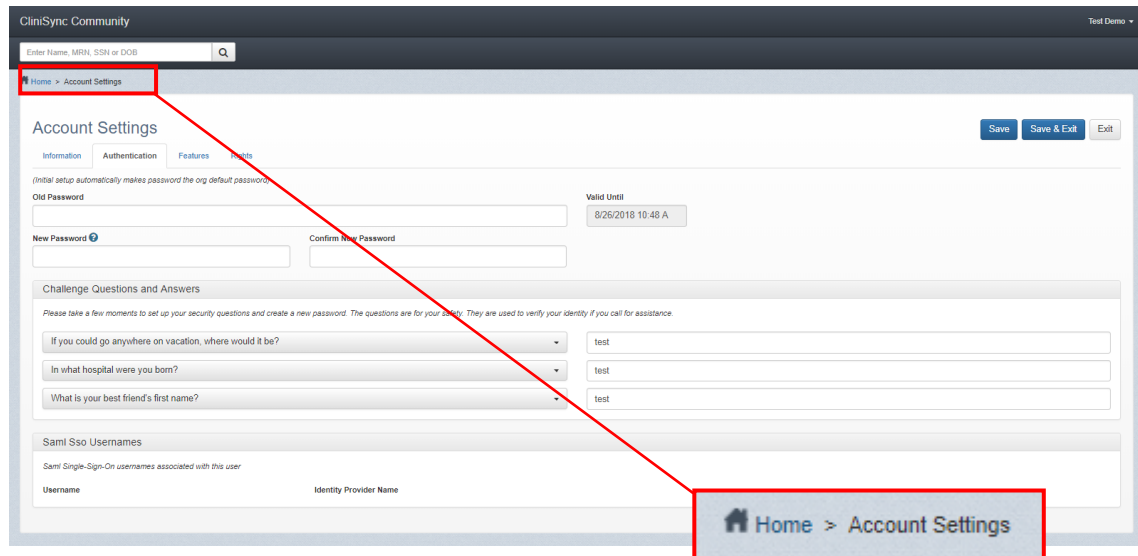 CliniSync Community
Test Demo
Enter Name, MRN, SSN or DOB
Home > Account Settings
Account Settings
Save Save & Exit Exit
Information Authentication Features Rights
(Initial setup automatically makes password the org default password)
Old Password Valid Until
8/26/2018 10:48 A
New Password Confirm New Password
Challenge Questions and Answers
Please take a few moments to set up your security questions and create a new password. The questions are for your safety. They are used to verify your identity if you call for assistance.
If you could go anywhere on vacation, where would it be? test
In what hospital were you born? test
What is your best friend's first name? test
Saml Sso Usernames
Saml Single-Sign-On usernames associated with this user
Username Identity Provider Name
Home > Account Settings